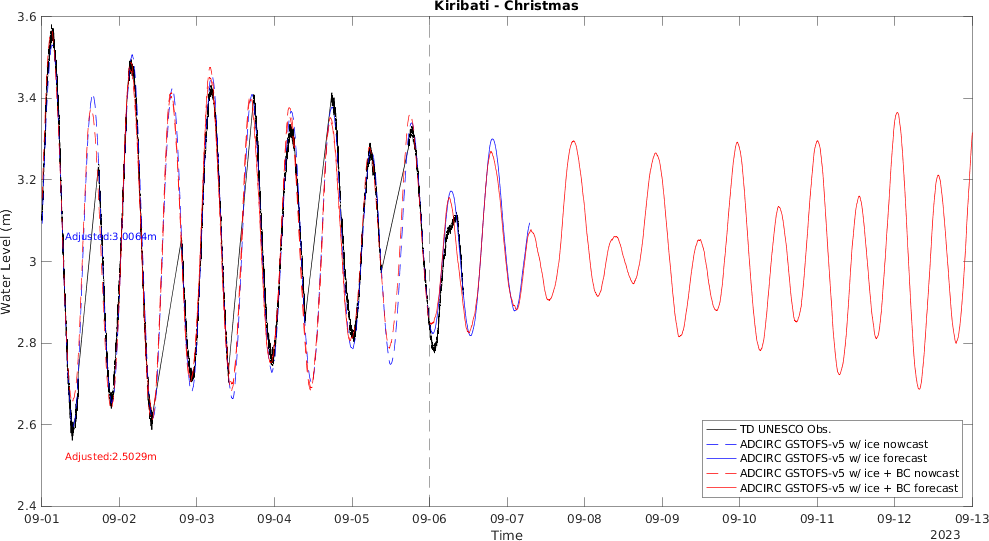 Kiribati - Christmas
3.6
3.4
3.2
3
2.8
2.6
2.4
Water Level (m)
Adjusted:3.0064m
Adjusted:2.5029m
TD UNESCO Obs.
ADCIRC GSTOFS-v5 w/ ice nowcast
ADCIRC GSTOFS-v5 w/ ice forecast
ADCIRC GSTOFS-v5 w/ ice + BC nowcast
ADCIRC GSTOFS-v5 w/ ice + BC forecast
09-01 09-02 09-03 09-04 09-05 09-06 09-07 09-08 09-09 09-10 09-11 09-12 09-13
Time
2023